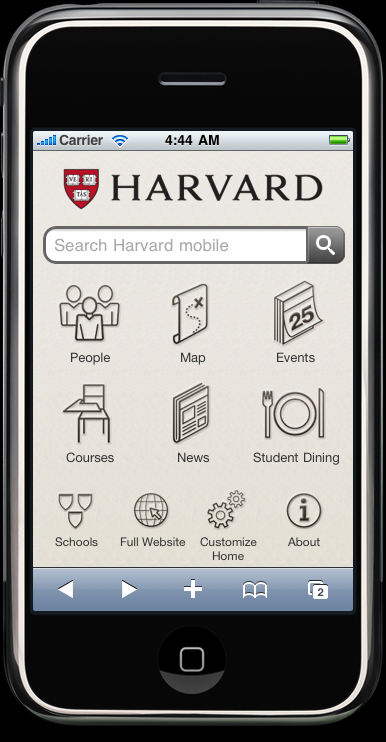 Carrier 4:44 AM
VE RI TAS HARVARD
Search Harvard mobile
People Map Events
25
Courses News Student Dining
Schools Full Website Customize Home About
2